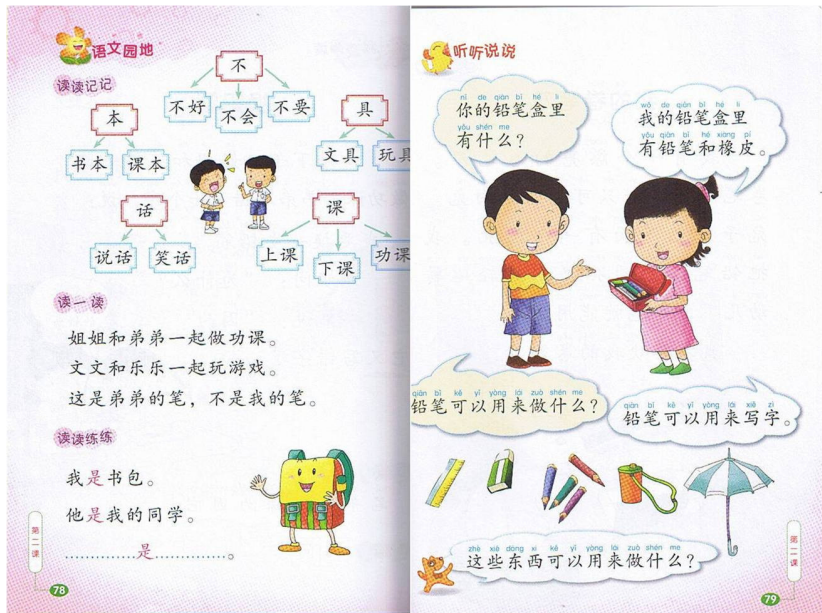 语文园地
读读记记
不
不好 不会 不要
本
书本 课本
具
文具 玩具
话
说话 笑话
课
上课 下课 功课
读一读
姐姐和弟弟一起做功课。
文文和乐乐一起玩游戏。
这是弟弟的笔，不是我的笔。
读读练练
我是书包。
他是我的同学。
是 。
第二课
78
听听说说
nǐ de qiān bǐ hé lǐ
你的铅笔盒里
yǒu shén me
有什么？
wǒ de qiān bǐ hé lǐ
我的铅笔盒里
yǒu qiān bǐ hé xiàng pí
有铅笔和橡皮。
qiān bǐ kě yǐ yòng lái zuò shén me
铅笔可以用来做什么？
qiān bǐ kě yǐ yòng lái xiě zì
铅笔可以用来写字。
zhè xiē dōng xi kě yǐ yòng lái zuò shén me
这些东西可以用来做什么？
第二课
79